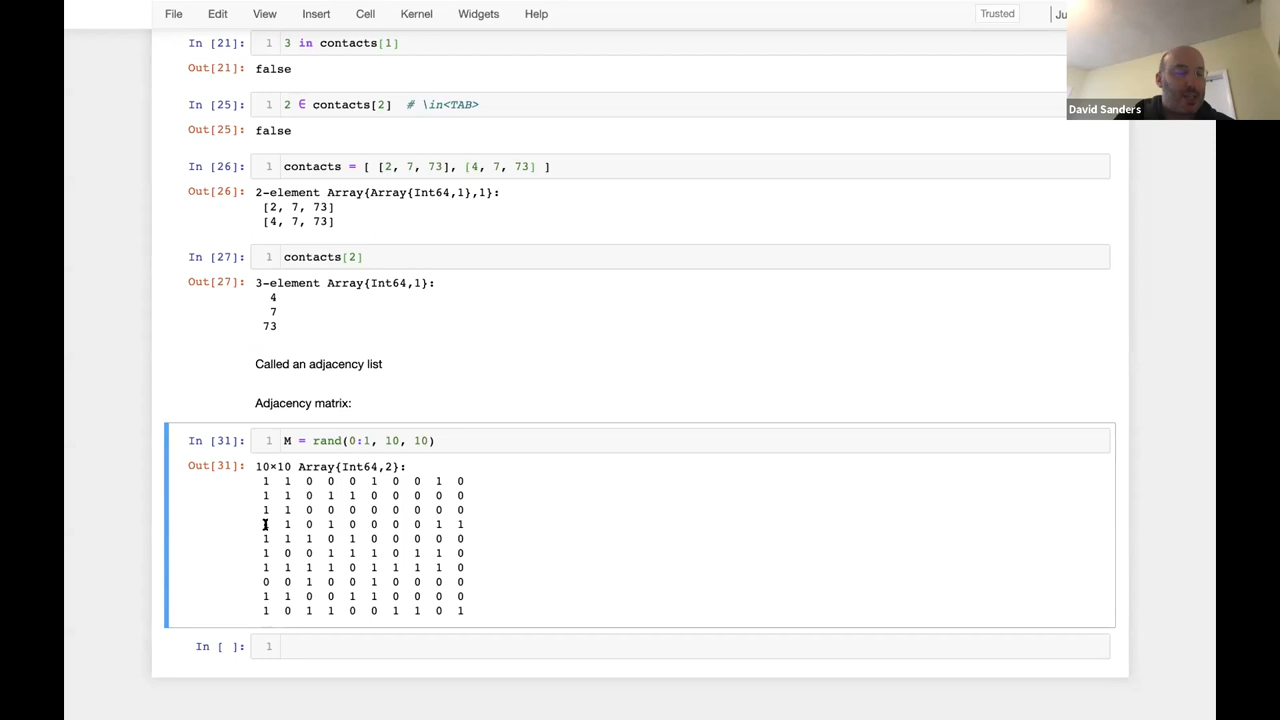 File Edit View Insert Cell Kernel Widgets Help Trusted Ju
In [21]: 1 3 in contacts[1]
Out[21]: false
David Sanders
In [25]: 1 2 ∈ contacts[2] # \in<TAB>
Out[25]: false
In [26]: 1 contacts = [ [2, 7, 73], [4, 7, 73] ]
Out[26]: 2-element Array{Array{Int64,1},1}:
[2, 7, 73]
[4, 7, 73]
In [27]: 1 contacts[2]
Out[27]: 3-element Array{Int64,1}:
4
7
73
Called an adjacency list
Adjacency matrix:
In [31]: 1 M = rand(0:1, 10, 10)
Out[31]: 10×10 Array{Int64,2}:
1 1 0 0 0 1 0 0 1 0
1 1 0 1 1 0 0 0 0 0
1 1 0 0 0 0 0 0 0 0
1 1 0 1 0 0 0 0 1 1
1 1 1 0 1 0 0 0 0 0
1 0 0 1 1 1 0 1 1 0
1 1 1 1 0 1 1 1 1 0
0 0 1 0 0 1 0 0 0 0
1 1 0 0 1 1 0 0 0 0
1 0 1 1 0 0 1 1 0 1
In [ ]: 1